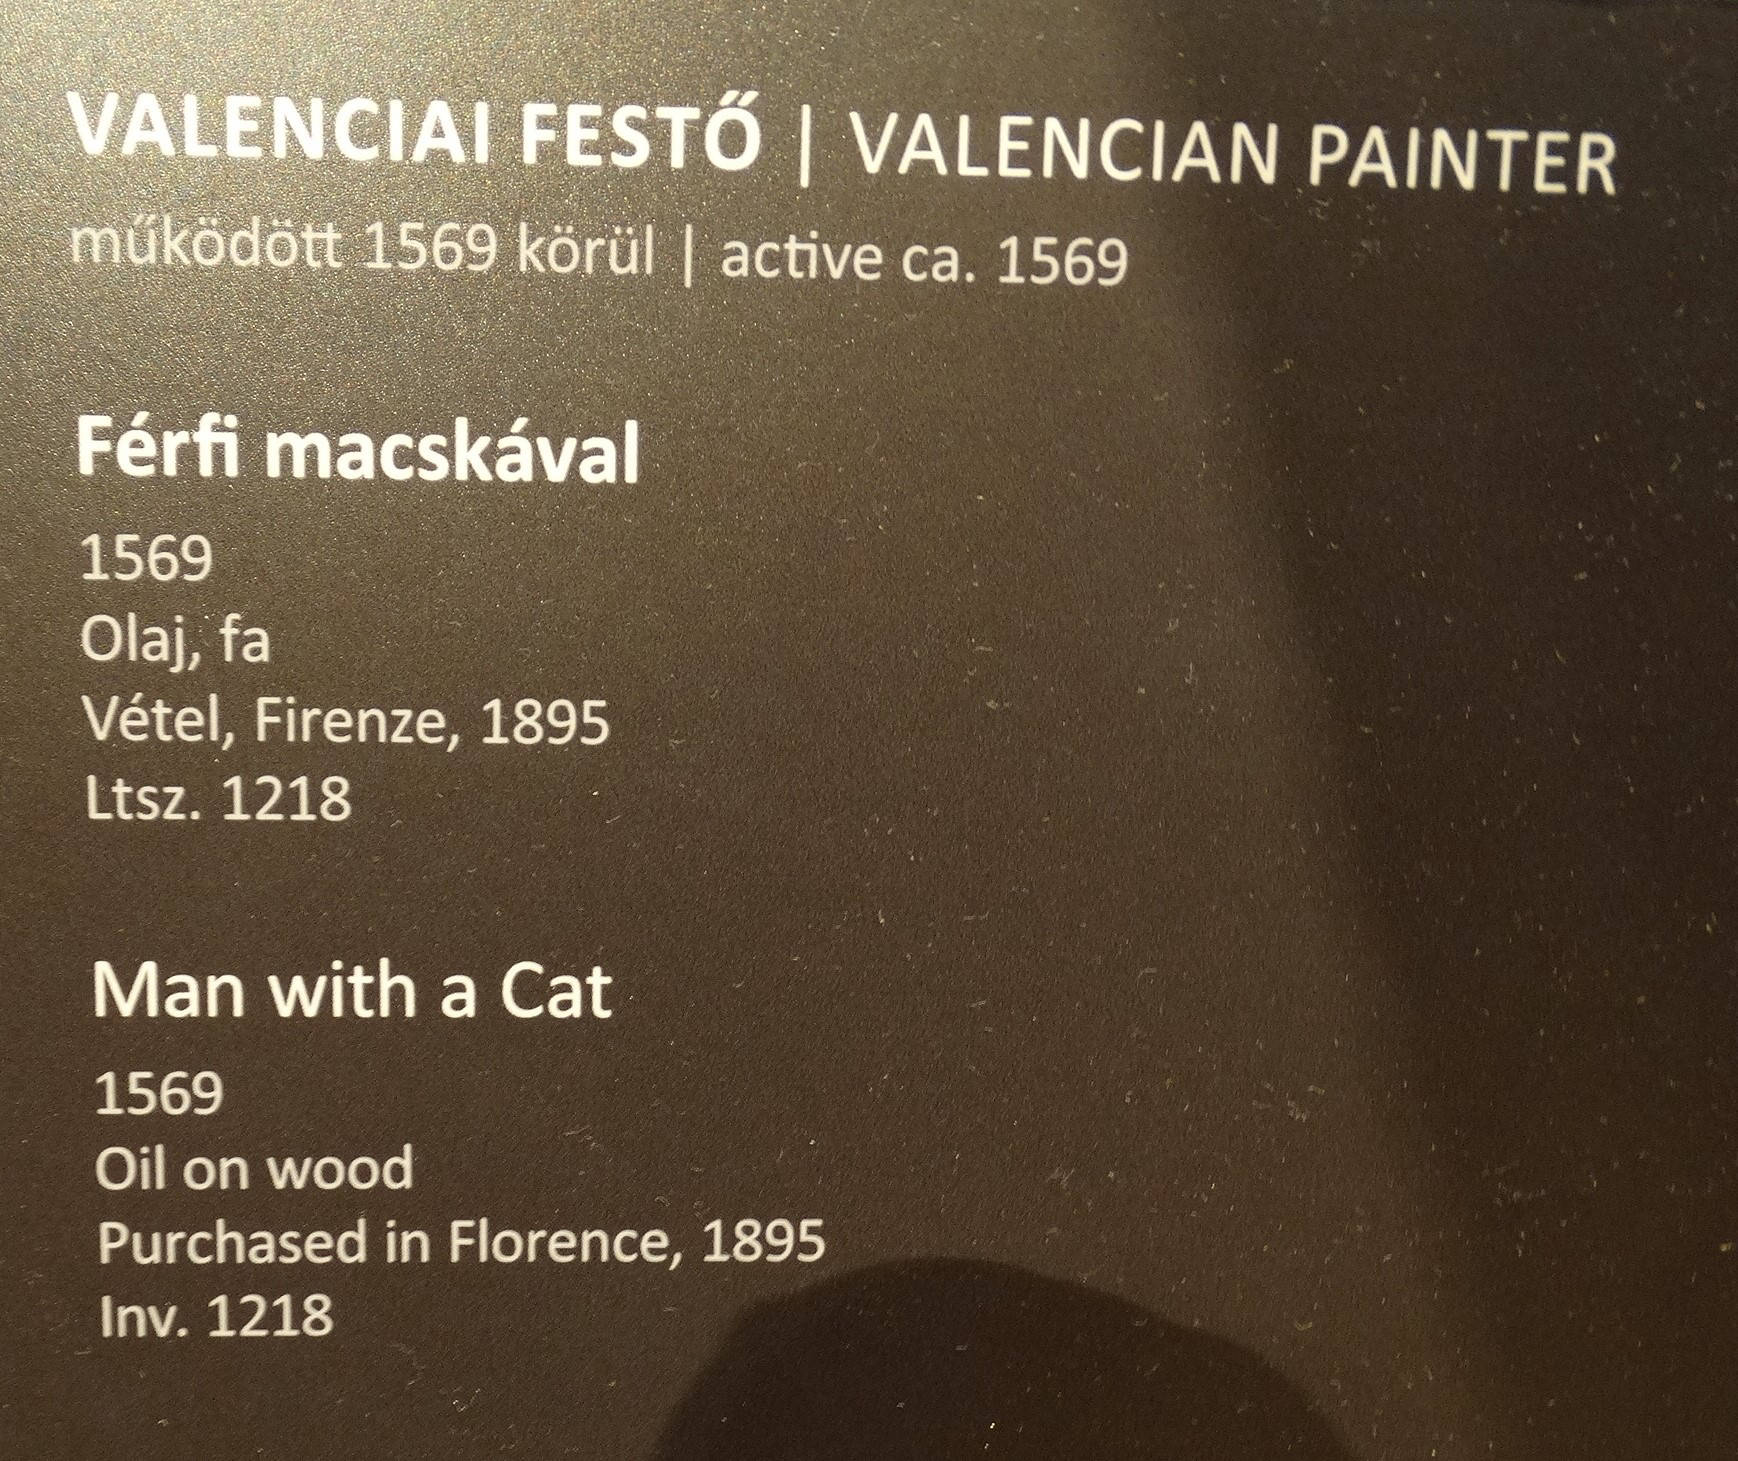 VALENCIAI FESTŐ | VALENCIAN PAINTER
működött 1569 körül | active ca. 1569
Férfi macskával
1569
Olaj, fa
Vétel, Firenze, 1895
Ltsz. 1218
Man with a Cat
1569
Oil on wood
Purchased in Florence, 1895
Inv. 1218